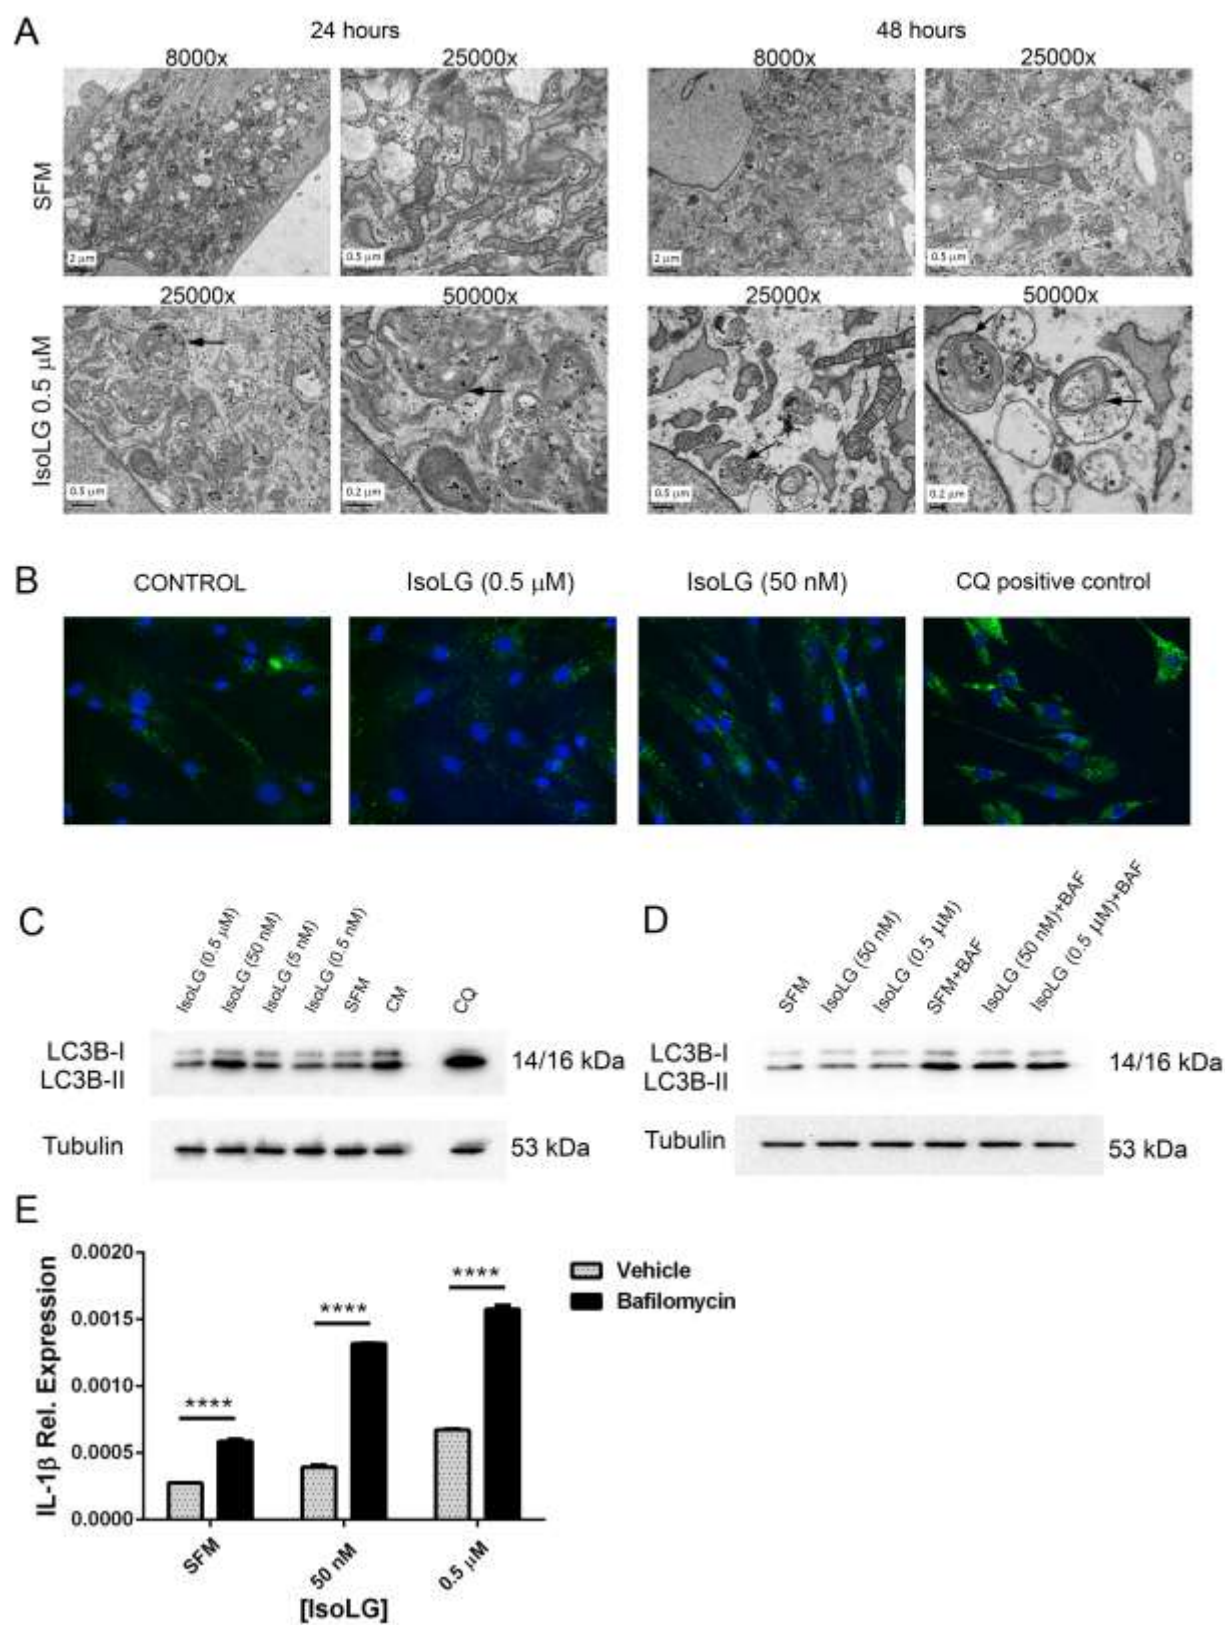 A
24 hours
48 hours
8000x
25000x
8000x
25000x
SFM
2 µm
0.5 µm
2 µm
0.5 µm
25000x
50000x
25000x
50000x
IsoLG 0.5 µM
0.5 µm
0.2 µm
0.5 µm
0.2 µm
B
CONTROL
IsoLG (0.5 µM)
IsoLG (50 nM)
CQ positive control
C
IsoLG (0.5 µM)
IsoLG (50 nM)
IsoLG (5 nM)
IsoLG (0.5 nM)
SFM
CM
CQ
LC3B-I
LC3B-II
14/16 kDa
Tubulin
53 kDa
D
SFM
IsoLG (50 nM)
IsoLG (0.5 µM)
SFM+BAF
IsoLG (50 nM)+BAF
IsoLG (0.5 µM)+BAF
LC3B-I
LC3B-II
14/16 kDa
Tubulin
53 kDa
E
IL-1β Rel. Expression
0.0020
0.0015
0.0010
0.0005
0.0000
****
****
****
Vehicle
Bafilomycin
SFM
50 nM
0.5 µM
[IsoLG]